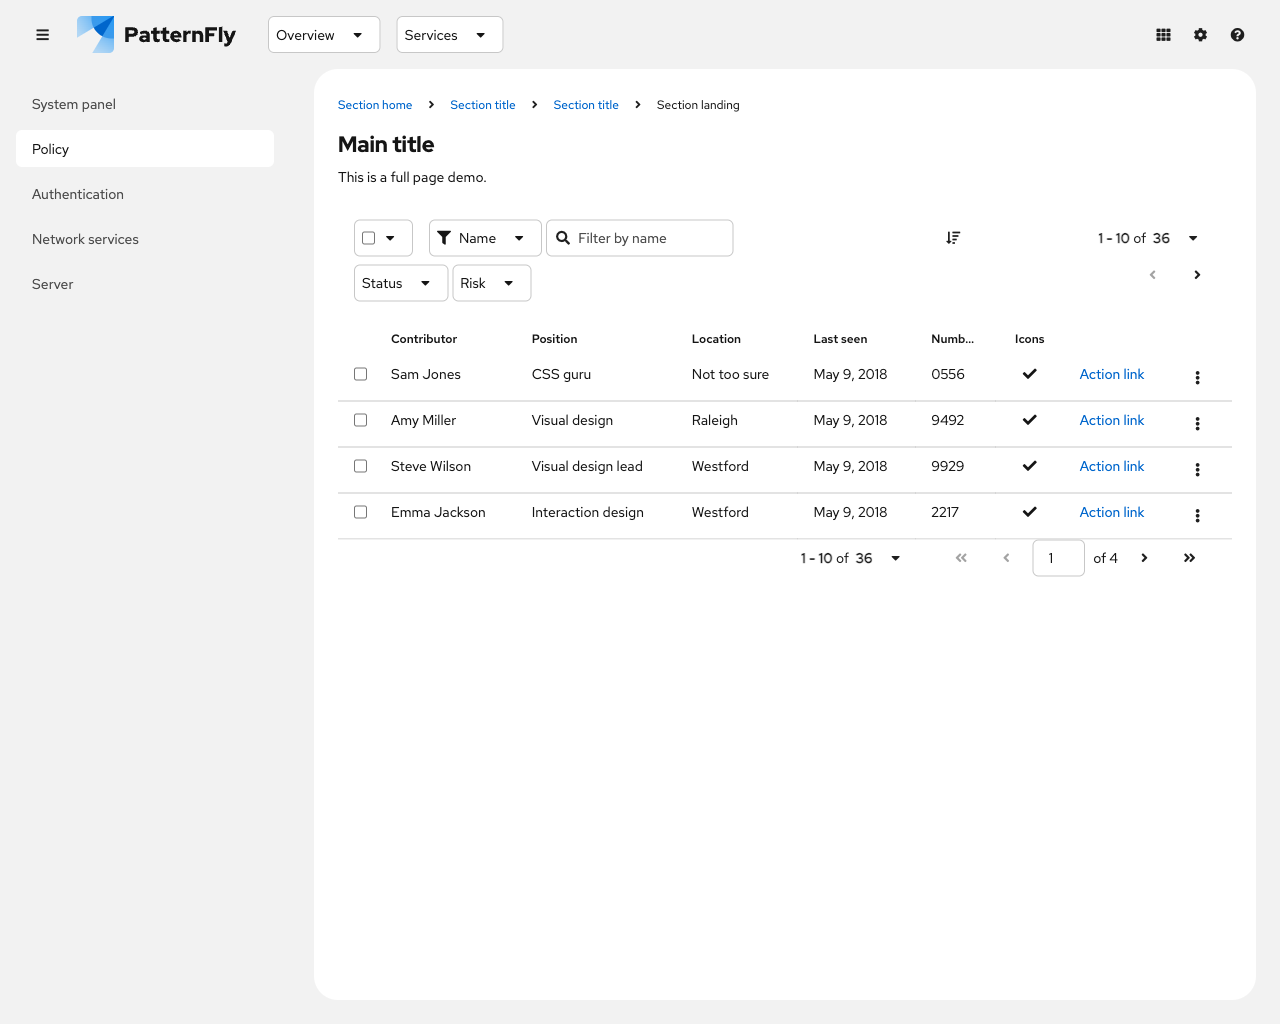 PatternFly Overview Services
System panel
Policy
Authentication
Network services
Server
Section home Section title Section title Section landing
Main title
This is a full page demo.
Name Filter by name 1 - 10 of 36
Status Risk
Contributor Position Location Last seen Numb... Icons
Sam Jones CSS guru Not too sure May 9, 2018 0556 Action link
Amy Miller Visual design Raleigh May 9, 2018 9492 Action link
Steve Wilson Visual design lead Westford May 9, 2018 9929 Action link
Emma Jackson Interaction design Westford May 9, 2018 2217 Action link
1 - 10 of 36 1 of 4